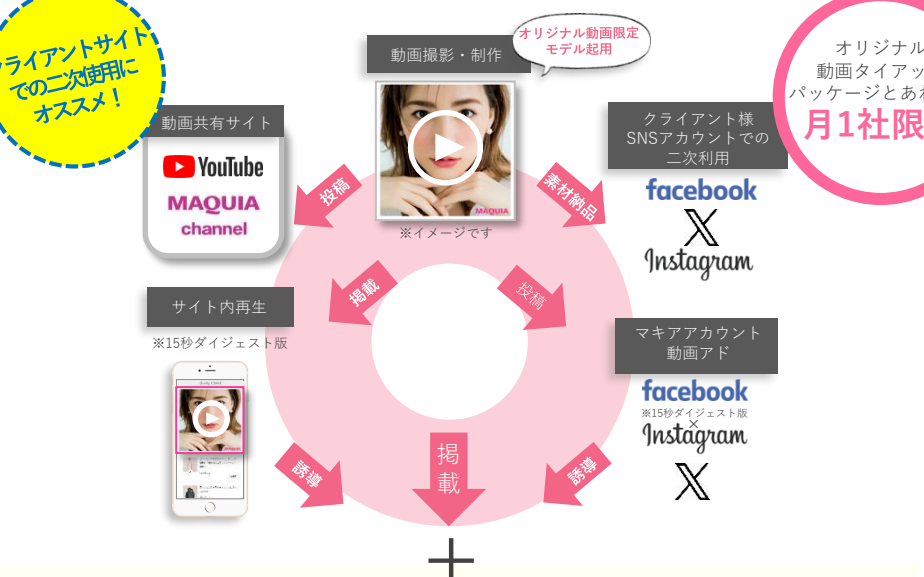 クライアントサイト
での二次使用に
オススメ！
動画撮影・制作
オリジナル動画限定
モデル起用
オリジナル
動画タイアッ
パッケージとあわ
月1社限
動画共有サイト
YouTube
MAQUIA
channel
投稿
MAQUIA
※イメージです
素材納品
クライアント様
SNSアカウントでの
二次利用
facebook
X
Instagram
掲載
投稿
サイト内再生
※15秒ダイジェスト版
マキアアカウント
動画アド
facebook
※15秒ダイジェスト版
×
Instagram
X
誘導
掲載
誘導
＋